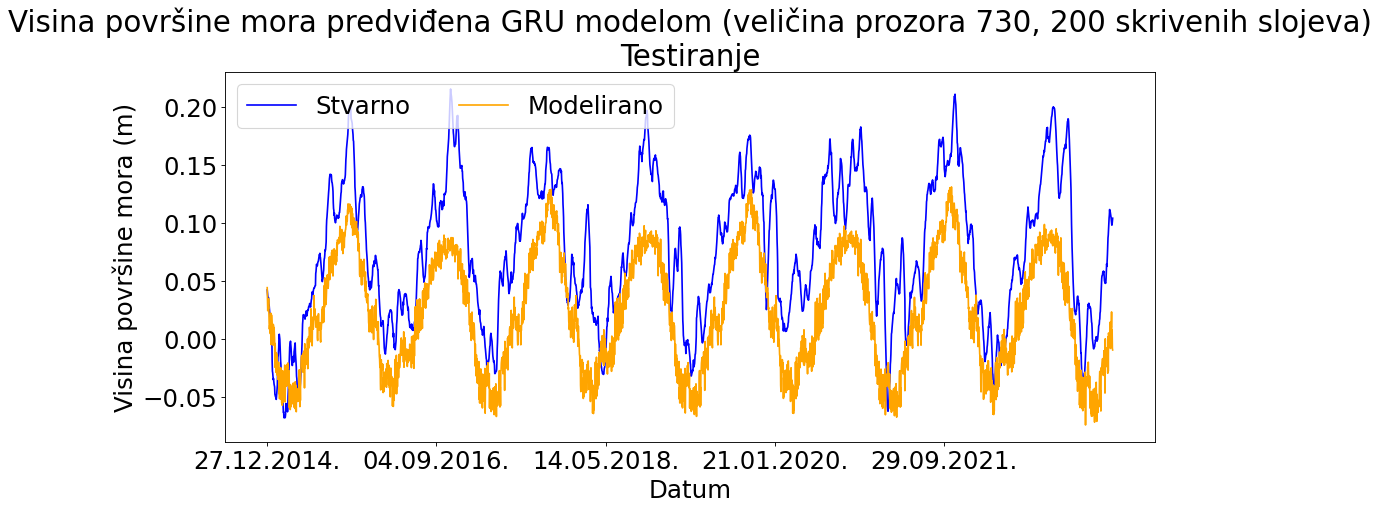 Visina površine mora predviđena GRU modelom (veličina prozora 730, 200 skrivenih slojeva)
Testiranje
Stvarno
Modelirano
Visina površine mora (m)
0.20
0.15
0.10
0.05
0.00
−0.05
27.12.2014.
04.09.2016.
14.05.2018.
21.01.2020.
29.09.2021.
Datum